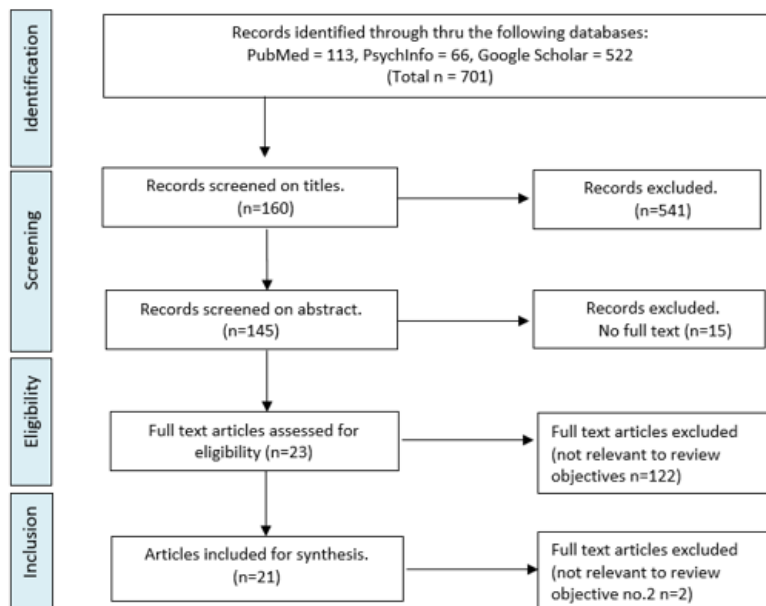 Identification
Records identified through thru the following databases:
PubMed = 113, PsychInfo = 66, Google Scholar = 522
(Total n = 701)
Screening
Records screened on titles.
(n=160)
Records excluded.
(n=541)
Records screened on abstract.
(n=145)
Records excluded.
No full text (n=15)
Eligibility
Full text articles assessed for
eligibility (n=23)
Full text articles excluded
(not relevant to review
objectives n=122)
Inclusion
Articles included for synthesis.
(n=21)
Full text articles excluded
(not relevant to review
objective no.2 n=2)